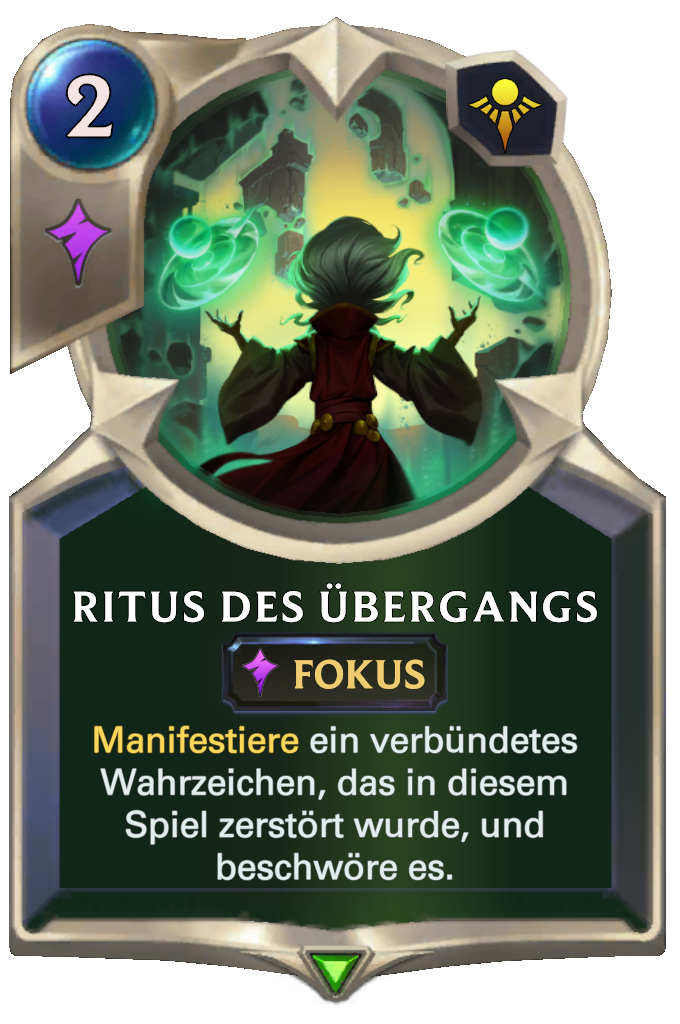 2
RITUS DES ÜBERGANGS
FOKUS
Manifestiere ein verbündetes
Wahrzeichen, das in diesem
Spiel zerstört wurde, und
beschwöre es.